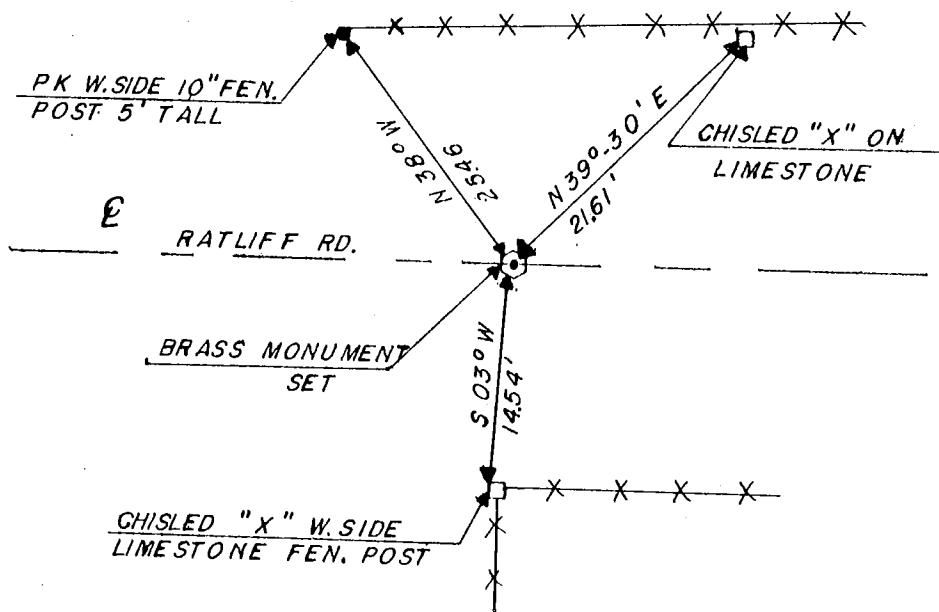 PK W. SIDE 10" FEN.
POST 5' TALL
N 38° W
25.46
N 39°-30' E
21.61'
CHISLED "X" ON
LIMESTONE
℄ RATLIFF RD.
BRASS MONUMENT
SET
S 03° W
14.54'
CHISLED "X" W. SIDE
LIMESTONE FEN. POST